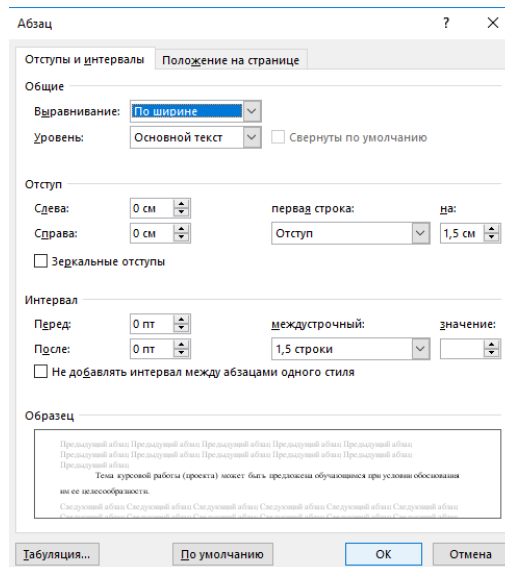 Абзац ?
Отступы и интервалы Положение на странице
Общие
Выравнивание: По ширине
Уровень: Основной текст Свернуты по умолчанию
Отступ
Слева: 0 см первая строка: на:
Справа: 0 см Отступ 1,5 см
Зеркальные отступы
Интервал
Перед: 0 пт междустрочный: значение:
После: 0 пт 1,5 строки
Не добавлять интервал между абзацами одного стиля
Образец
Предыдущий абзац Предыдущий абзац Предыдущий абзац Предыдущий абзац Предыдущий абзац
Предыдущий абзац Предыдущий абзац Предыдущий абзац Предыдущий абзац Предыдущий абзац
Предыдущий абзац
Тема курсовой работы (проекта) может быть предложена обучающимся при условии обоснования
им ее целесообразности.
Следующий абзац Следующий абзац Следующий абзац Следующий абзац Следующий абзац
Табуляция... По умолчанию ОК Отмена